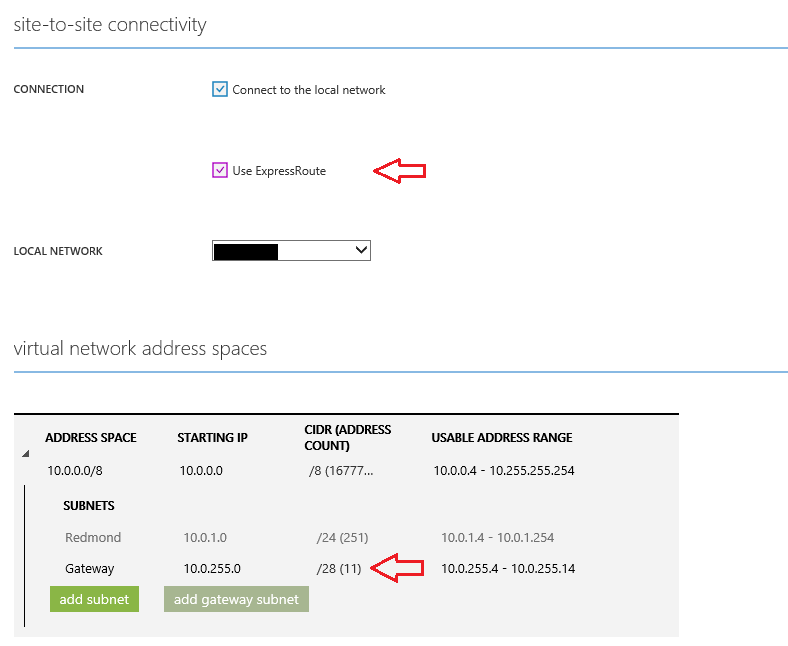 site-to-site connectivity
CONNECTION
Connect to the local network
Use ExpressRoute
LOCAL NETWORK
virtual network address spaces
ADDRESS SPACE STARTING IP CIDR (ADDRESS COUNT) USABLE ADDRESS RANGE
10.0.0.0/8 10.0.0.0 /8 (16777... 10.0.0.4 - 10.255.255.254
SUBNETS
Redmond 10.0.1.0 /24 (251) 10.0.1.4 - 10.0.1.254
Gateway 10.0.255.0 /28 (11) 10.0.255.4 - 10.0.255.14
add subnet add gateway subnet